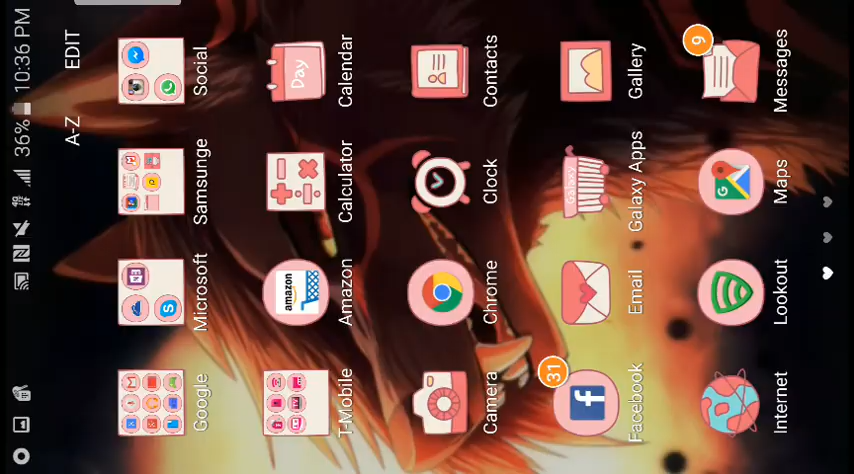 36% 10:36 PM
A-Z EDIT
Google Microsoft Samsunge Social
amazon
Day
T-Mobile Amazon Calculator Calendar
Camera Chrome Clock Contacts
31
f
Galaxy
Facebook Email Galaxy Apps Gallery
9
G
Internet Lookout Maps Messages